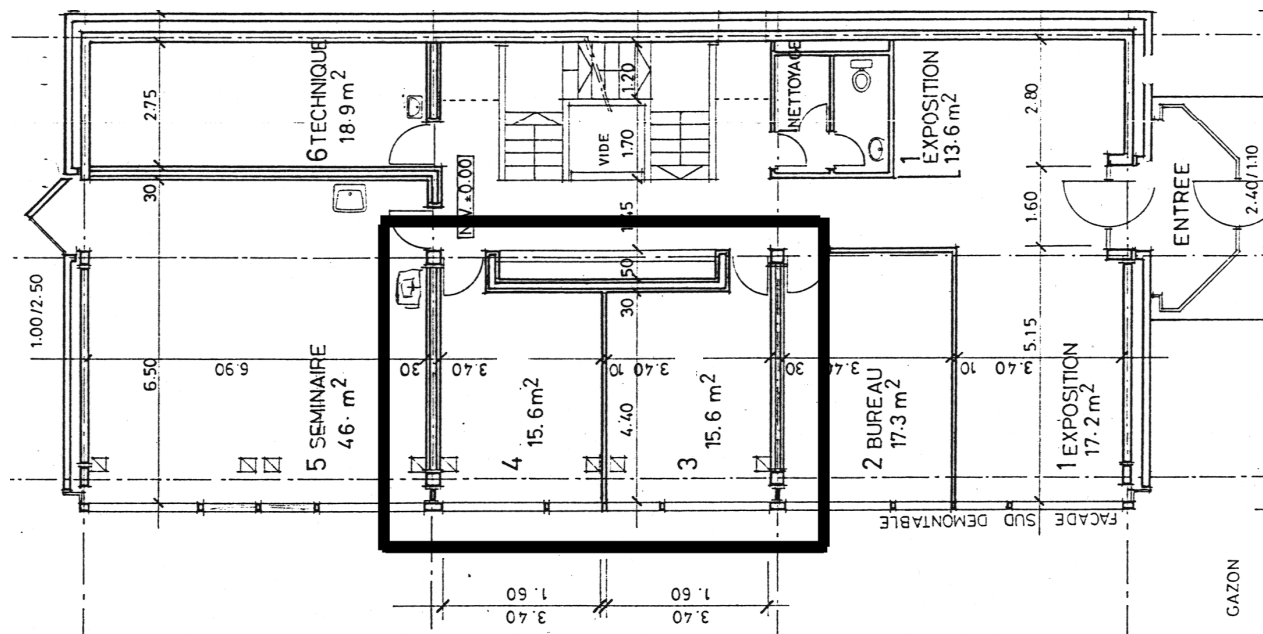 6 TECHNIQUE
18.9 m²
2.75
30
1.20
1.70
VIDE
NETTOYAGE
1 EXPOSITION
13.6 m²
2.80
1.60
ENTREE
2.40/1.10
NIV. ±0.00
1.45
50
30
1.00/2.50
6.50
6.90
30
3.40
10
3.40
30
3.40
10
3.40
5.15
5 SEMINAIRE
46. m²
4
15.6 m²
4.40
3
15.6 m²
2 BUREAU
17.3 m²
1 EXPOSITION
17.2 m²
FACADE SUD DEMONTABLE
1.60
3.40
1.60
3.40
GAZON